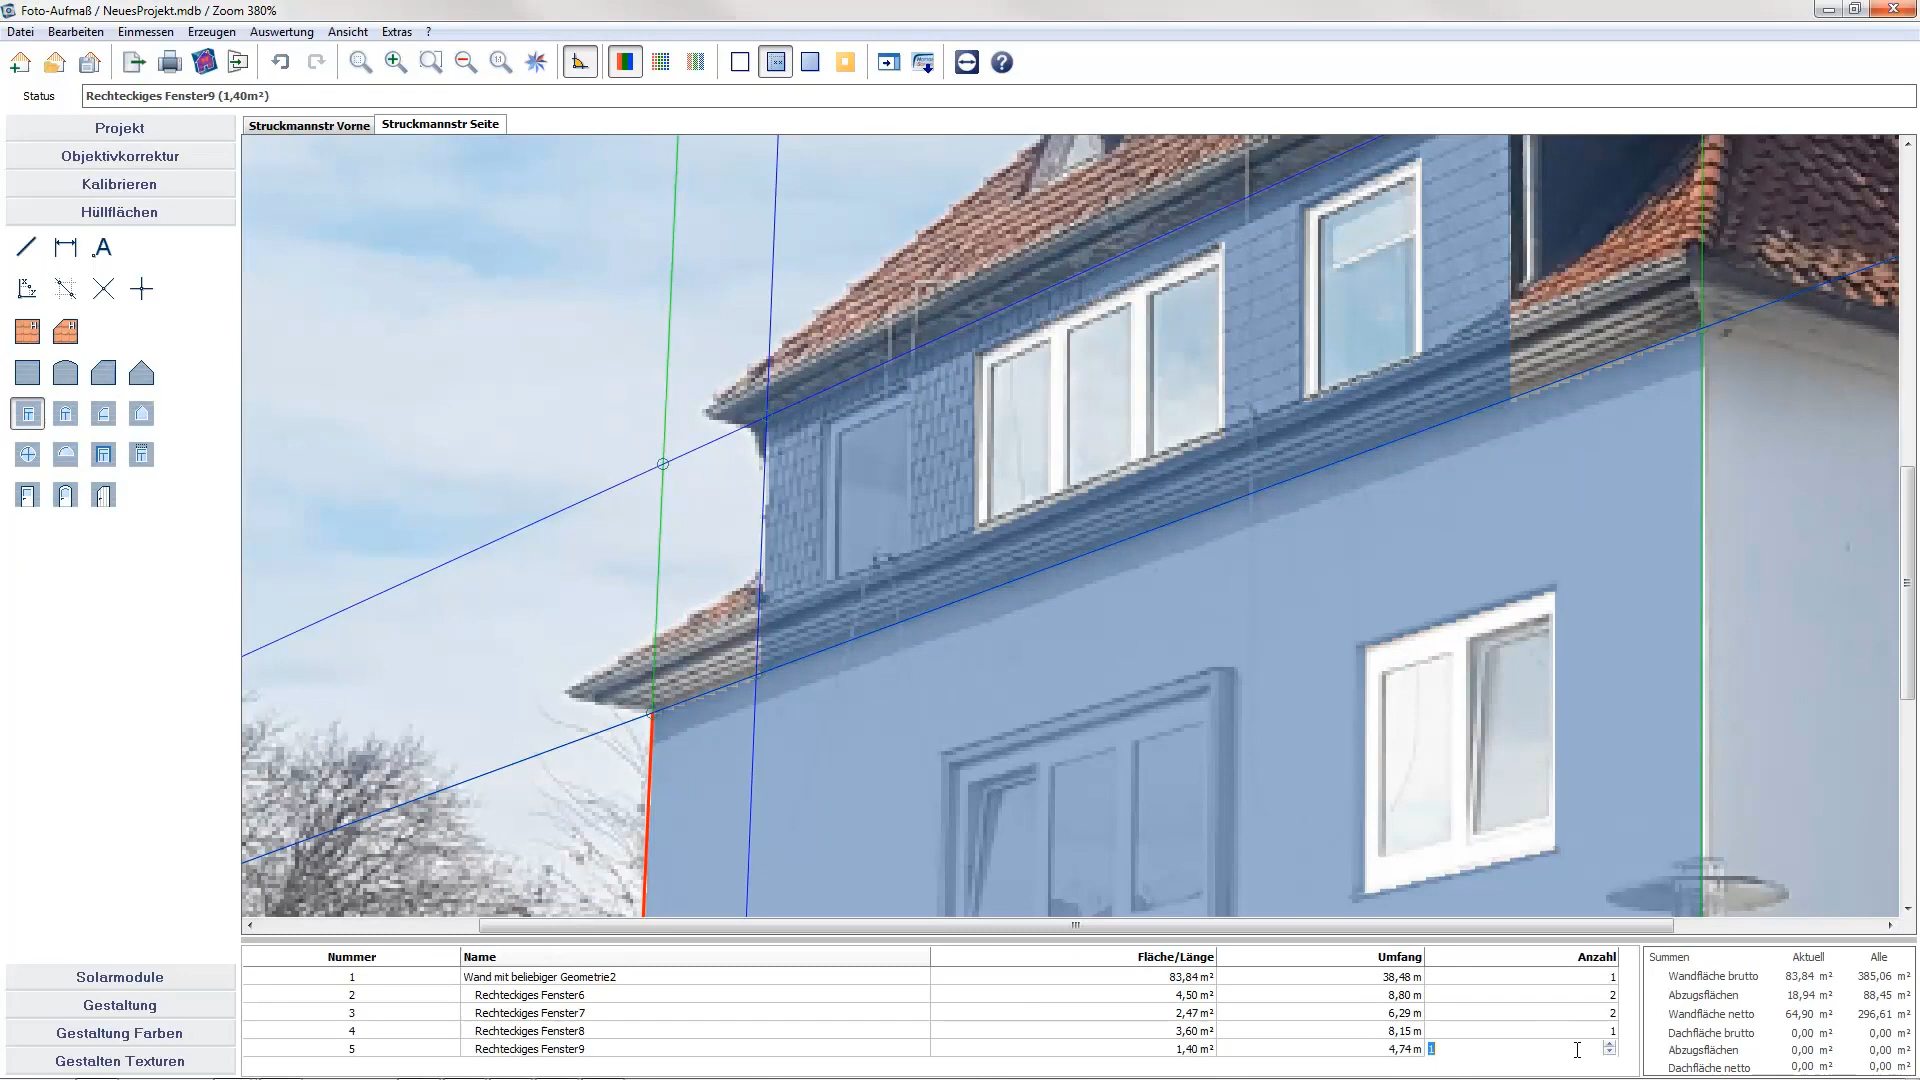 Foto-Aufmaß / NeuesProjekt.mdb / Zoom 380%
Datei Bearbeiten Einmessen Erzeugen Auswertung Ansicht Extras ?
Status Rechteckiges Fenster9 (1,40m²)
Struckmannstr Vorne Struckmannstr Seite
Projekt
Objektivkorrektur
Kalibrieren
Hüllflächen
Solarmodule
Gestaltung
Gestaltung Farben
Gestalten Texturen
Nummer Name Fläche/Länge Umfang Anzahl
1 Wand mit beliebiger Geometrie2 83,84 m² 38,48 m 1
2 Rechteckiges Fenster6 4,50 m² 8,80 m 2
3 Rechteckiges Fenster7 2,47 m² 6,29 m 2
4 Rechteckiges Fenster8 3,60 m² 8,15 m 1
5 Rechteckiges Fenster9 1,40 m² 4,74 m 1
Summen Aktuell Alle
Wandfläche brutto 83,84 m² 385,06 m²
Abzugsflächen 18,94 m² 88,45 m²
Wandfläche netto 64,90 m² 296,61 m²
Dachfläche brutto 0,00 m² 0,00 m²
Abzugsflächen 0,00 m² 0,00 m²
Dachfläche netto 0,00 m² 0,00 m²